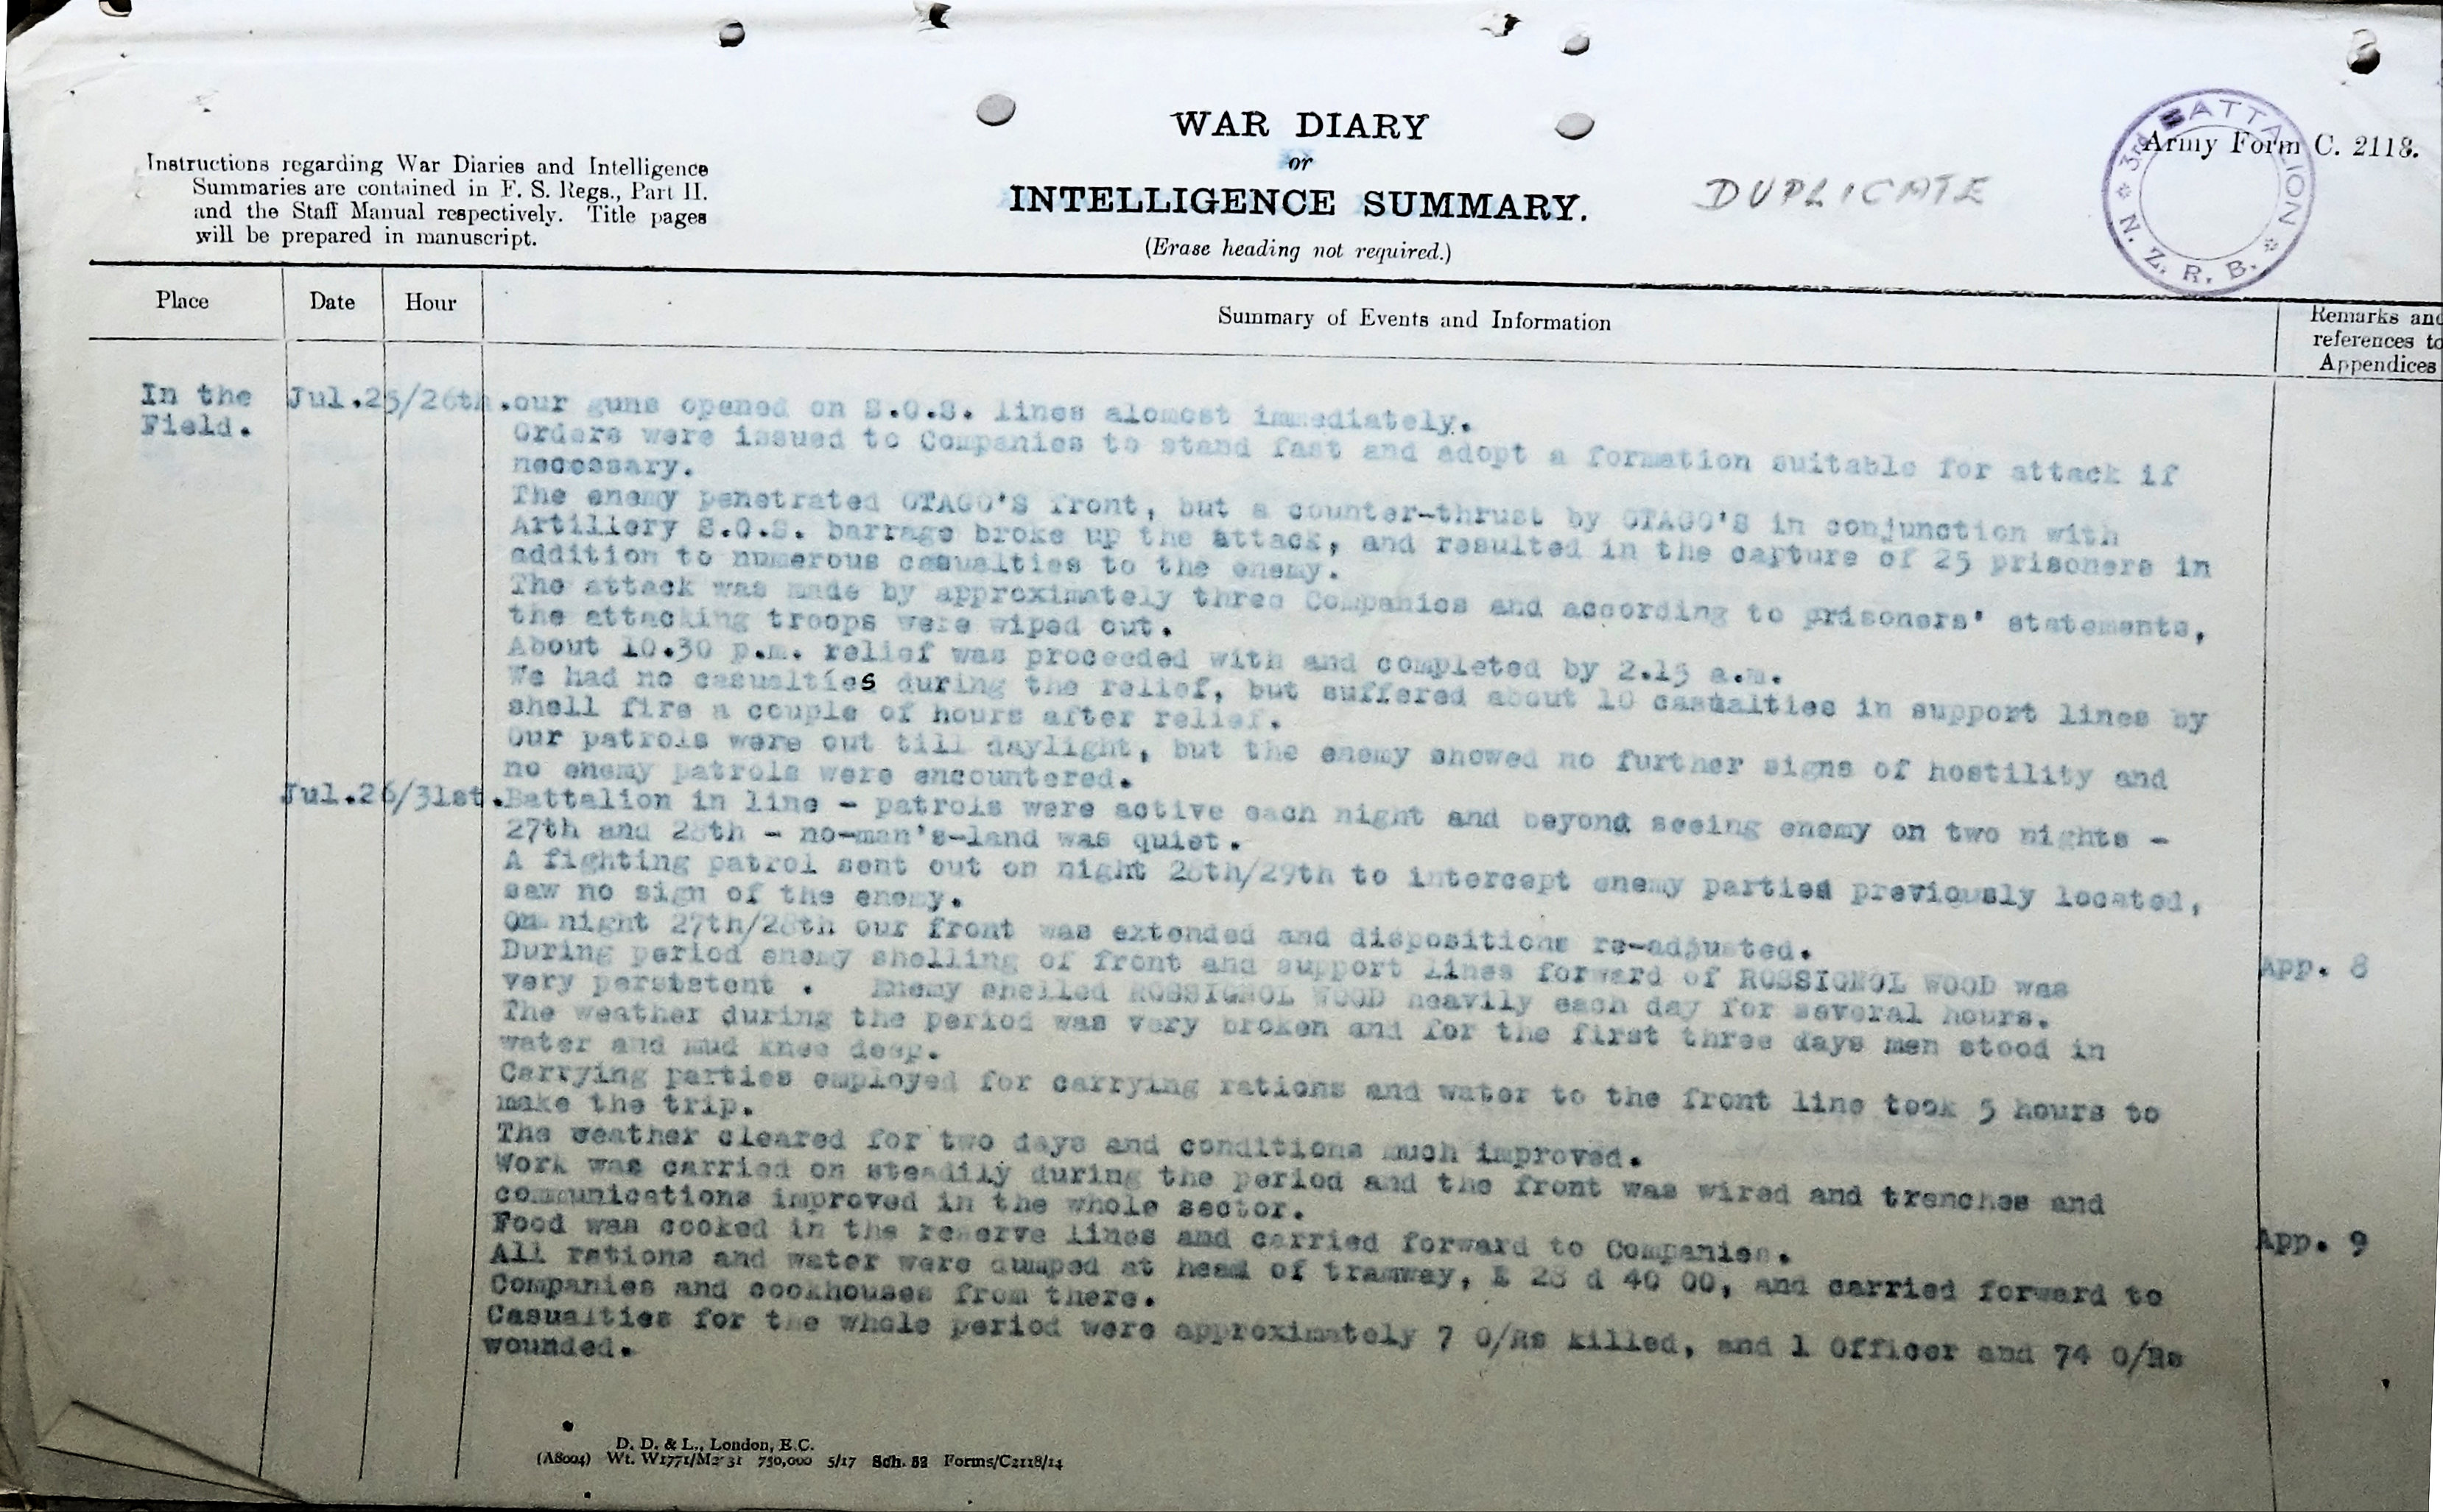 WAR DIARY
or
INTELLIGENCE SUMMARY.
(Erase heading not required.)
Instructions regarding War Diaries and Intelligence
Summaries are contained in F. S. Regs., Part II.
and the Staff Manual respectively. Title pages
will be prepared in manuscript.
DUPLICATE
Army Form C. 2118.
3rd BATTALION
N. Z. R. B.
Place Date Hour Summary of Events and Information Remarks and
references to
Appendices
In the Jul.25/26th.our guns opened on S.O.S. lines alomost immediately.
Field. Orders were issued to Companies to stand fast and adopt a formation suitable for attack if
necessary.
The enemy penetrated OTAGO'S front, but a counter-thrust by OTAGO'S in conjunction with
Artillery S.O.S. barrage broke up the attack, and resulted in the capture of 25 prisoners in
addition to numerous casualties to the enemy.
The attack was made by approximately three Companies and according to prisoners' statements,
the attacking troops were wiped out.
About 10.30 p.m. relief was proceeded with and completed by 2.15 a.m.
We had no casualties during the relief, but suffered about 10 casualties in support lines by
shell fire a couple of hours after relief.
Our patrols were out till daylight, but the enemy showed no further signs of hostility and
no enemy patrols were encountered.
Jul.26/31st.Battalion in line - patrols were active each night and beyond seeing enemy on two nights -
27th and 28th - no-man's-land was quiet.
A fighting patrol sent out on night 28th/29th to intercept enemy parties previously located,
saw no sign of the enemy.
On night 27th/28th our front was extended and dispositions re-adjusted. App. 8
During period enemy shelling of front and support lines forward of ROSSIGNOL WOOD was
very persistent . Enemy shelled ROSSIGNOL WOOD heavily each day for several hours.
The weather during the period was very broken and for the first three days men stood in
water and mud knee deep.
Carrying parties employed for carrying rations and water to the front line took 5 hours to
make the trip.
The weather cleared for two days and conditions much improved.
Work was carried on steadily during the period and the front was wired and trenches and
communications improved in the whole sector. App. 9
Food was cooked in the reserve lines and carried forward to Companies.
All rations and water were dumped at head of tramway, 28 d 40 00, and carried forward to
Companies and cookhouses from there.
Casualties for the whole period were approximately 7 O/Rs killed, and 1 Officer and 74 O/Rs
wounded.
D. D. & L., London, E.C.
(A8004) Wt. 750,000 5/17 Sch. 52 Forms/C2118/14